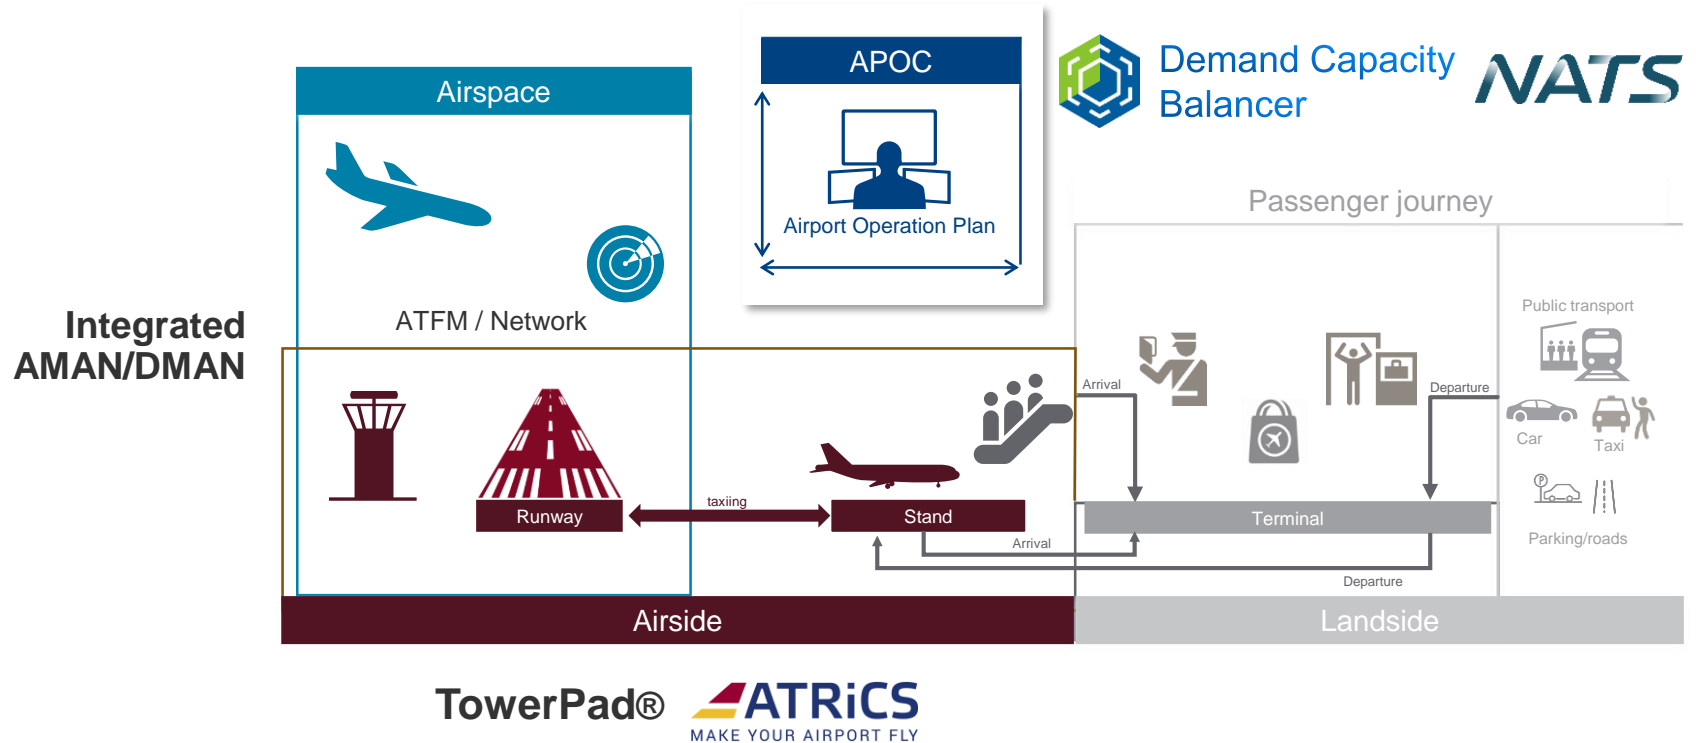 APOC
Demand Capacity
Balancer
NATS
Airspace
Airport Operation Plan
Passenger journey
ATFM / Network
Integrated
AMAN/DMAN
Public transport
Arrival
Departure
Car
Taxi
P
taxiing
Runway
Stand
Terminal
Arrival
Parking/roads
Departure
Airside
Landside
TowerPad®
ATRiCS
MAKE YOUR AIRPORT FLY